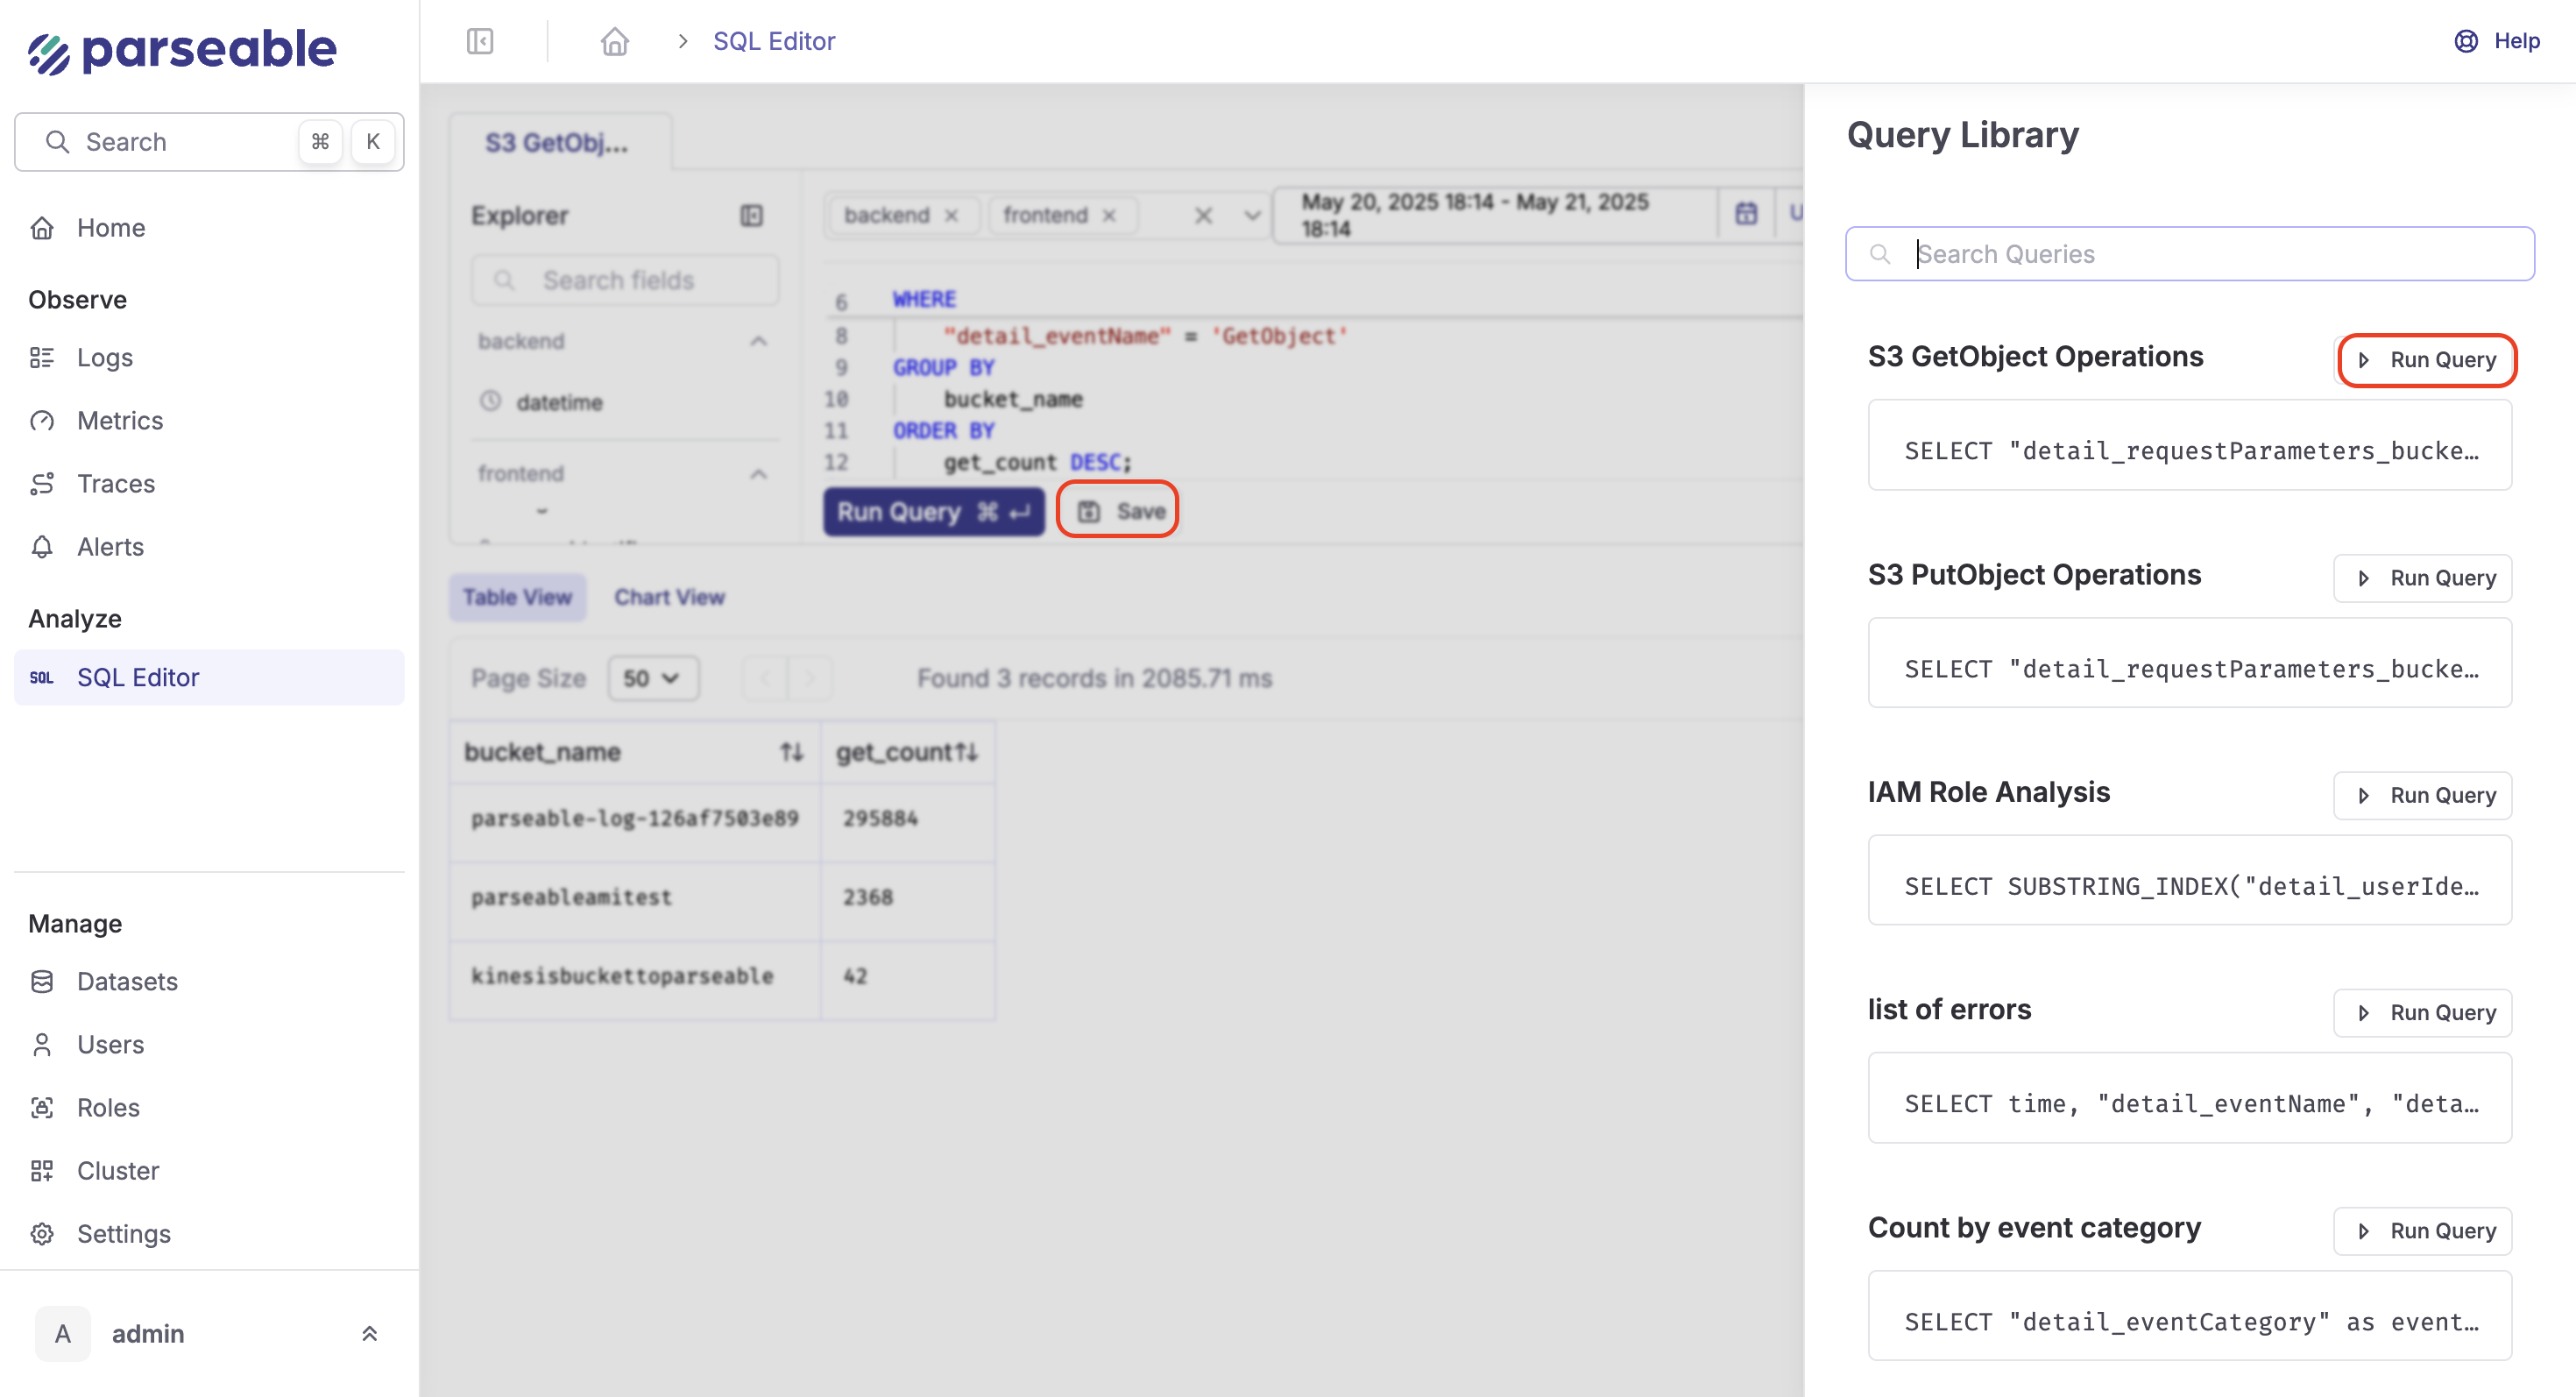 parseable
Search ⌘ K
Home
Observe
Logs
Metrics
Traces
Alerts
Analyze
SQL SQL Editor
Manage
Datasets
Users
Roles
Cluster
Settings
A admin
SQL Editor
Help
S3 GetObj...
Explorer
Search fields
backend
datetime
frontend
backend × frontend ×
May 20, 2025 18:14 - May 21, 2025
18:14
U
6 WHERE
8 "detail_eventName" = 'GetObject'
9 GROUP BY
10 bucket_name
11 ORDER BY
12 get_count DESC;
Run Query ⌘ ↵ Save
Table View Chart View
Page Size 50 Found 3 records in 2085.71 ms
bucket_name get_count
parseable-log-126af7503e89 295884
parseableamitest 2368
kinesisbuckettoparseable 42
Query Library
Search Queries
S3 GetObject Operations Run Query
SELECT "detail_requestParameters_bucke…
S3 PutObject Operations Run Query
SELECT "detail_requestParameters_bucke…
IAM Role Analysis Run Query
SELECT SUBSTRING_INDEX("detail_userIde…
list of errors Run Query
SELECT time, "detail_eventName", "deta…
Count by event category Run Query
SELECT "detail_eventCategory" as event…